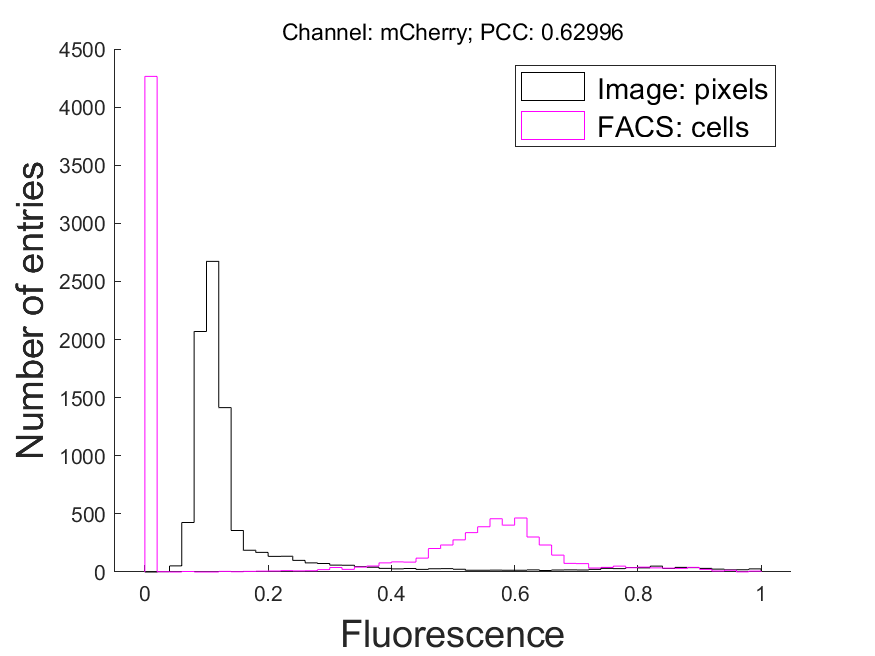 Channel: mCherry; PCC: 0.62996
Image: pixels
FACS: cells
Number of entries
4500
4000
3500
3000
2500
2000
1500
1000
500
0
0 0.2 0.4 0.6 0.8 1
Fluorescence